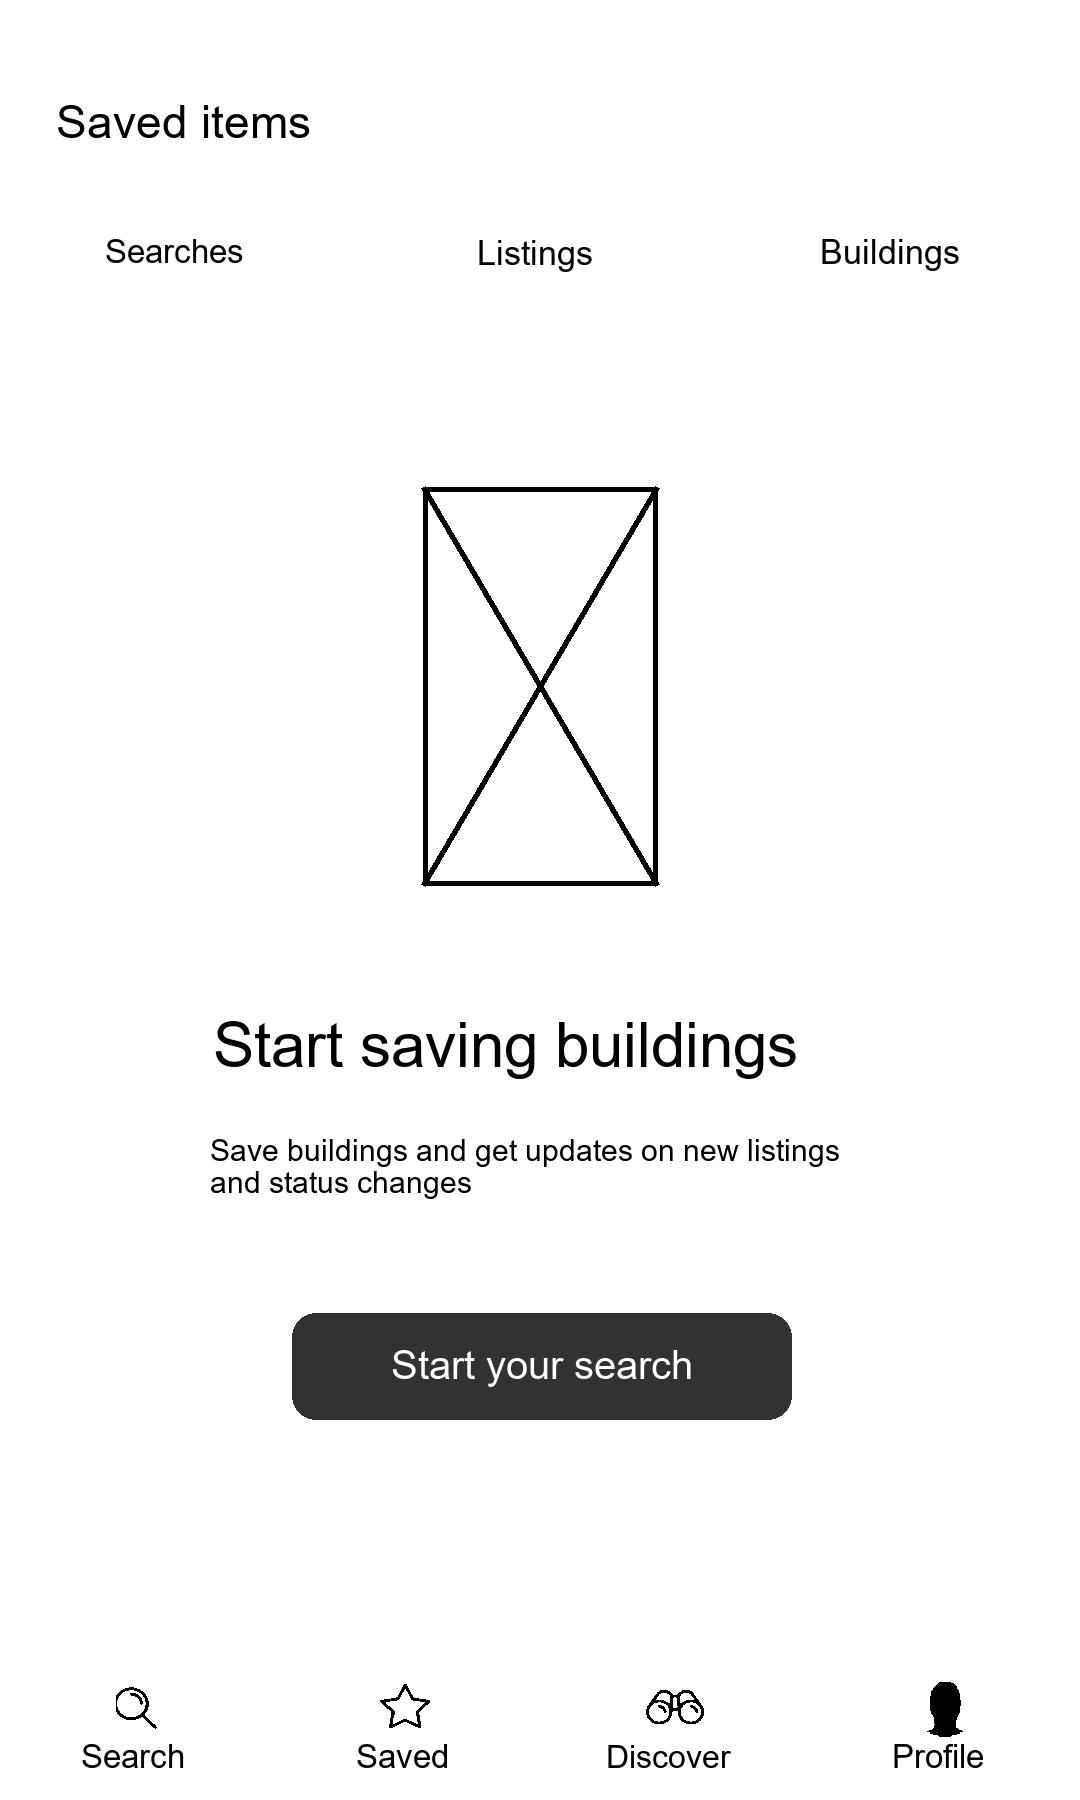 Saved items
Searches
Listings
Buildings
Start saving buildings
Save buildings and get updates on new listings
and status changes
Start your search
Search
Saved
Discover
Profile